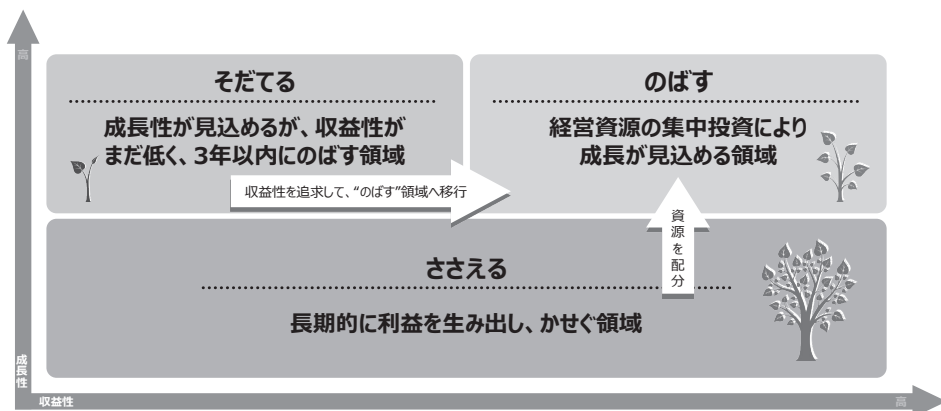 高
そだてる
成長性が見込めるが、収益性が
まだ低く、3年以内にのばす領域
収益性を追求して、“のばす”領域へ移行
のばす
経営資源の集中投資により
成長が見込める領域
資源を配分
ささえる
長期的に利益を生み出し、かせぐ領域
成長性
収益性
高